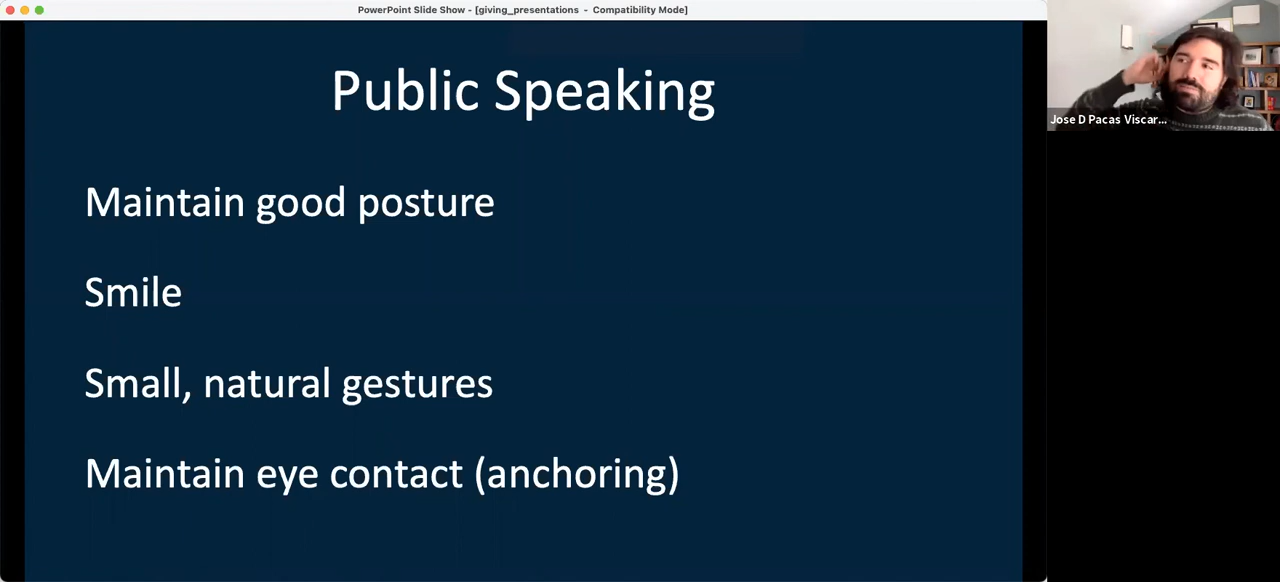 PowerPoint Slide Show - [giving_presentations - Compatibility Mode]
Public Speaking
Maintain good posture
Smile
Small, natural gestures
Maintain eye contact (anchoring)
Jose D Pacas Viscar...